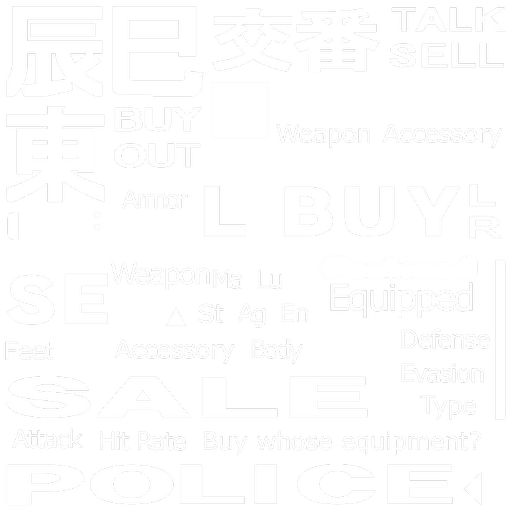 辰 巳 交番 TALK
SELL
東 BUY
OUT
Weapon Accessory
Armor L BUY L
R
SE Weapon Ma Lu
Equipped
St Ag En
Feet Accessory Body Defense
Evasion
SALE Type
Attack Hit Rate Buy whose equipment?
POLICE